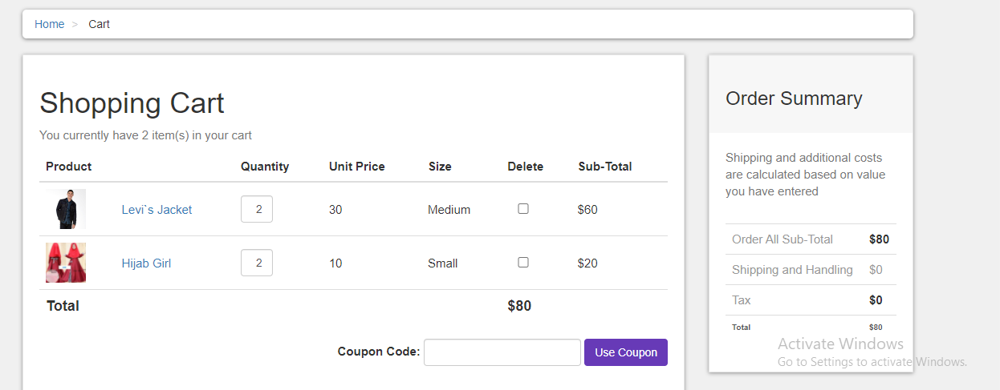 Home > Cart
Shopping Cart
You currently have 2 item(s) in your cart
Product Quantity Unit Price Size Delete Sub-Total
Levi`s Jacket 2 30 Medium $60
Hijab Girl 2 10 Small $20
Total $80
Coupon Code: Use Coupon
Order Summary
Shipping and additional costs
are calculated based on value
you have entered
Order All Sub-Total $80
Shipping and Handling $0
Tax $0
Total $80
Activate Windows
Go to Settings to activate Windows.